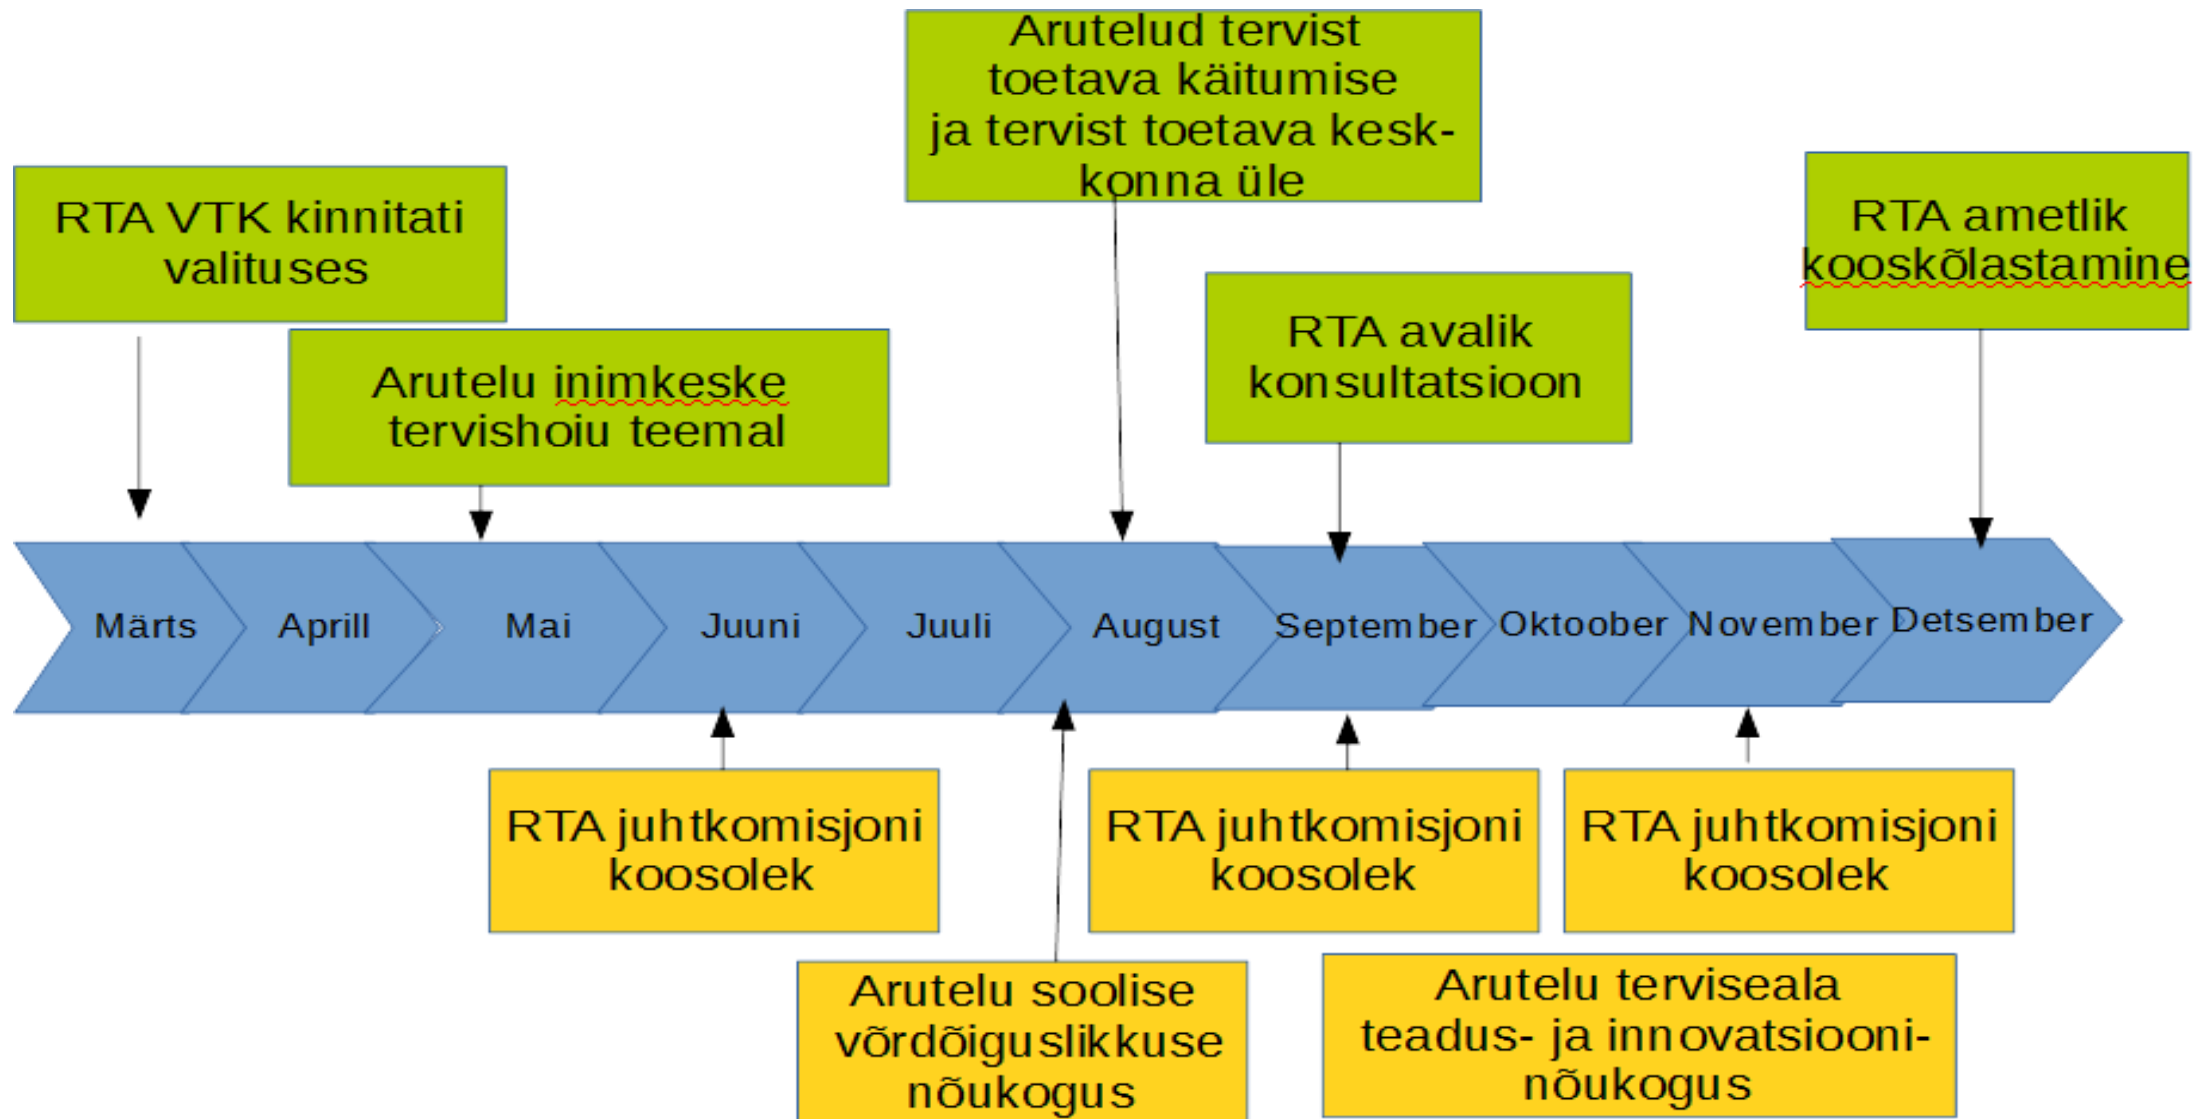 Arutelud tervist
toetava käitumise
ja tervist toetava kesk-
konna üle
RTA VTK kinnitati
valituses
RTA ametlik
kooskõlastamine
Arutelu inimkeske
tervishoiu teemal
RTA avalik
konsultatsioon
Märts
Aprill
Mai
Juuni
Juuli
August
September
Oktoober
November
Detsember
RTA juhtkomisjoni
koosolek
RTA juhtkomisjoni
koosolek
RTA juhtkomisjoni
koosolek
Arutelu soolise
võrdõiguslikkuse
nõukogus
Arutelu terviseala
teadus- ja innovatsiooni-
nõukogus